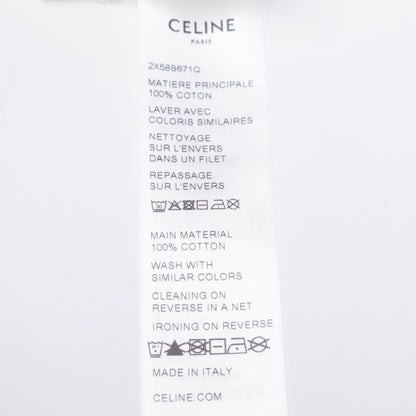 CELINE
PARIS
2X58B671Q
MATIERE PRINCIPALE
100% COTON
LAVER AVEC
COLORIS SIMILAIRES
NETTOYAGE
SUR L'ENVERS
DANS UN FILET
REPASSAGE
SUR L'ENVERS
30
MAIN MATERIAL
100% COTTON
WASH WITH
SIMILAR COLORS
CLEANING ON
REVERSE IN A NET
IRONING ON REVERSE
MADE IN ITALY
CELINE.COM